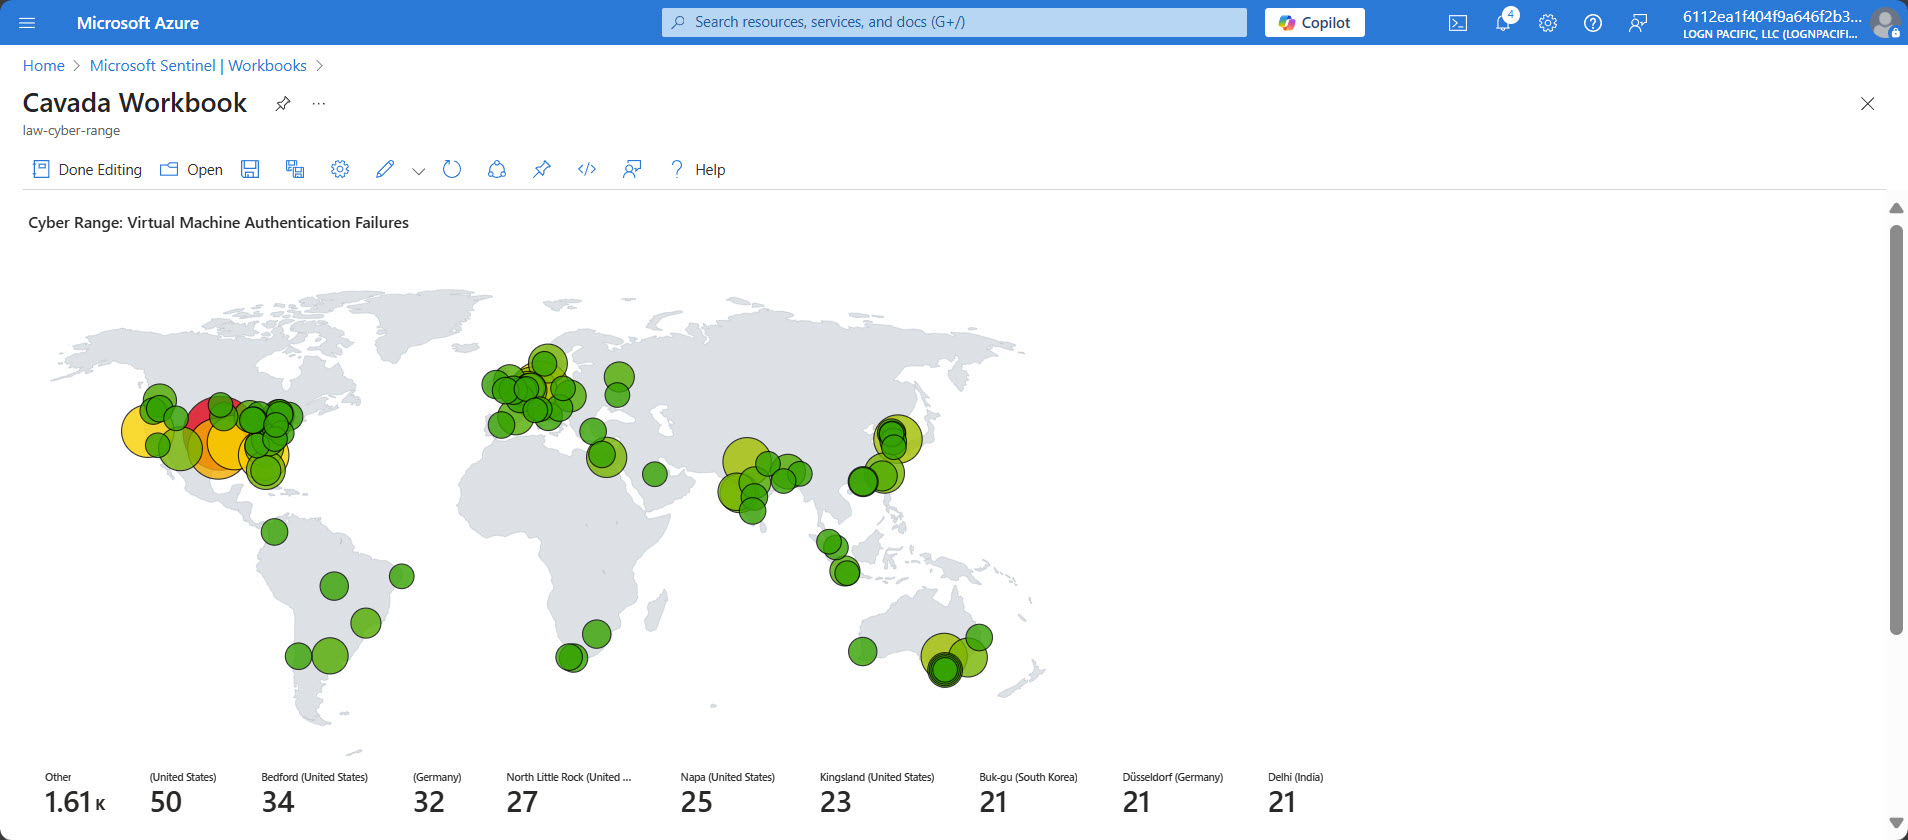 Microsoft Azure
Search resources, services, and docs (G+/)
Copilot
4
6112ea1f404f9a646f2b3...
LOGN PACIFIC, LLC (LOGNPACIFI...
Home > Microsoft Sentinel | Workbooks >
Cavada Workbook
law-cyber-range
Done Editing
Open
Help
Cyber Range: Virtual Machine Authentication Failures
Other
1.61 K
(United States)
50
Bedford (United States)
34
(Germany)
32
North Little Rock (United ...
27
Napa (United States)
25
Kingsland (United States)
23
Buk-gu (South Korea)
21
Düsseldorf (Germany)
21
Delhi (India)
21